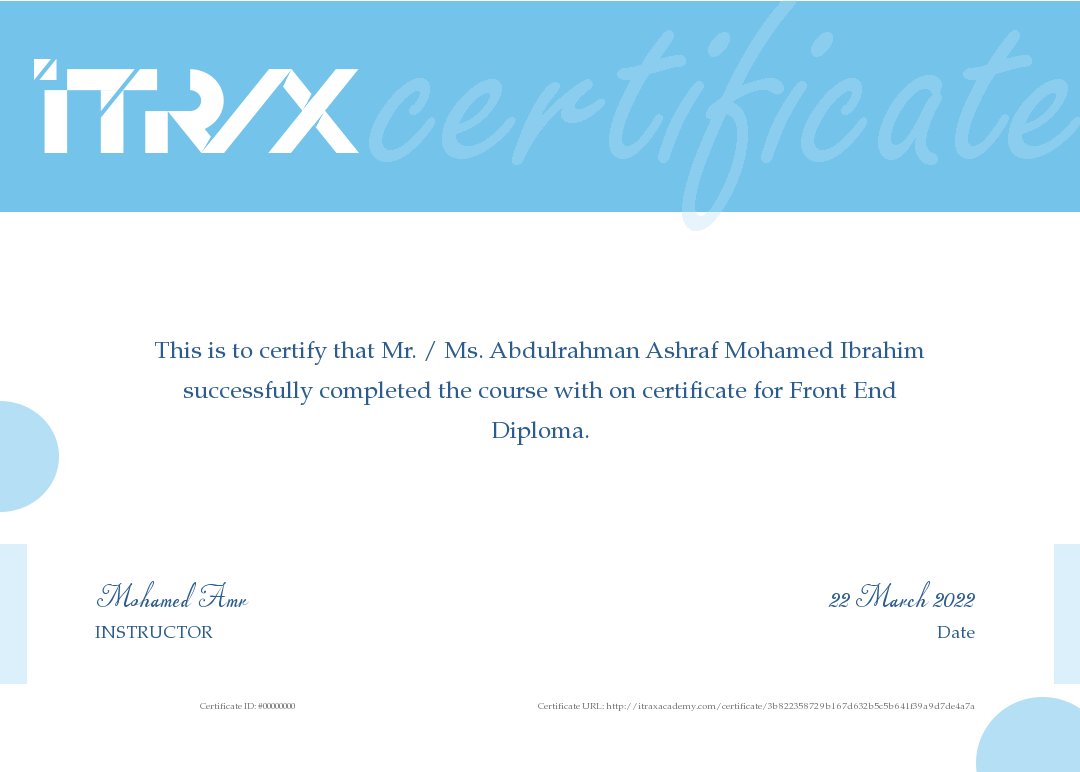 iTRAX
certificate
This is to certify that Mr. / Ms. Abdulrahman Ashraf Mohamed Ibrahim
successfully completed the course with on certificate for Front End
Diploma.
Mohamed Amr
INSTRUCTOR
22 March 2022
Date
Certificate ID: #00000000
Certificate URL: http://itraxacademy.com/certificate/3b822358729b167d632b5c5b641f39a9d7de4a7a